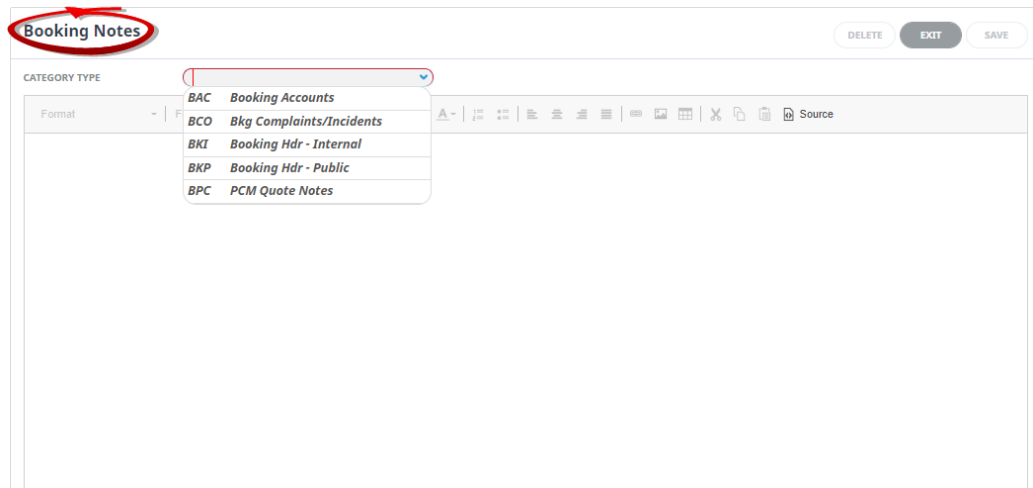 Booking Notes
DELETE EXIT SAVE
CATEGORY TYPE
BAC Booking Accounts
BCO Bkg Complaints/Incidents
BKI Booking Hdr - Internal
BKP Booking Hdr - Public
BPC PCM Quote Notes
Format F A Source